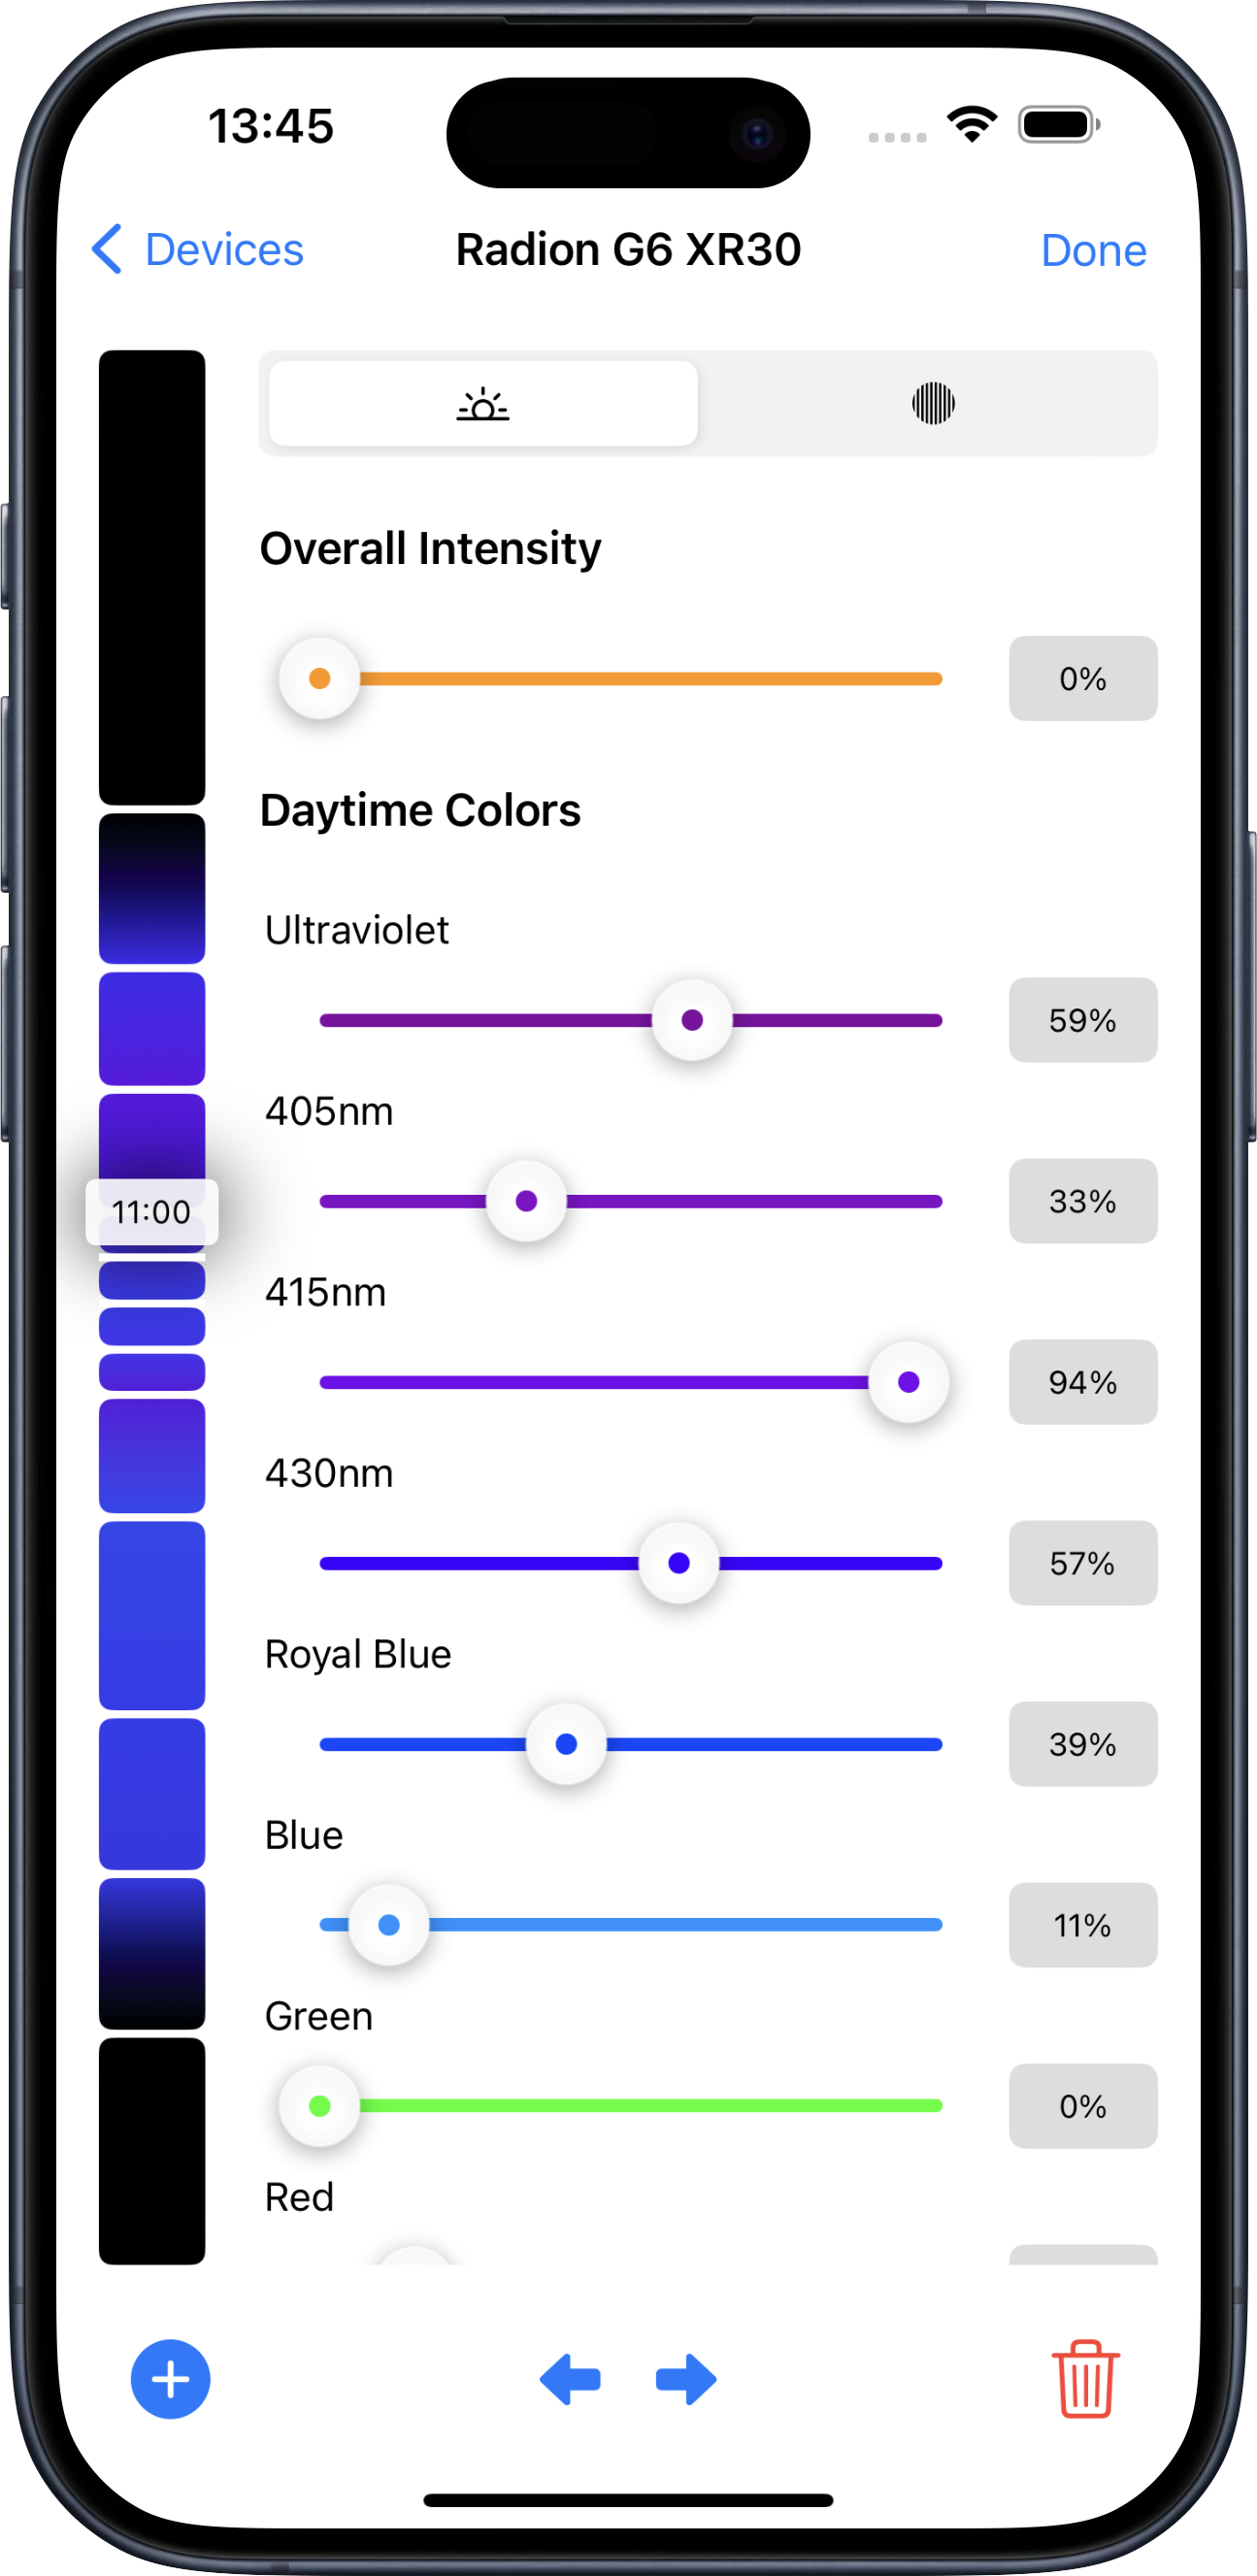 13:45
Devices Radion G6 XR30 Done
Overall Intensity
0%
Daytime Colors
Ultraviolet
59%
405nm
33%
11:00
415nm
94%
430nm
57%
Royal Blue
39%
Blue
11%
Green
0%
Red